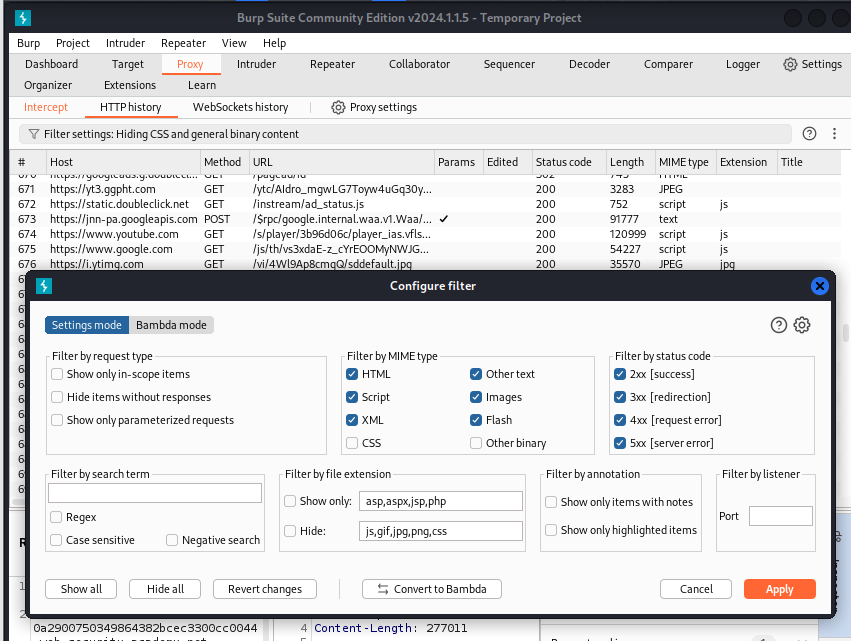 Burp Suite Community Edition v2024.1.1.5 - Temporary Project
Burp Project Intruder Repeater View Help
Dashboard Target Proxy Intruder Repeater Collaborator Sequencer Decoder Comparer Logger Settings
Organizer Extensions Learn
Intercept HTTP history WebSockets history Proxy settings
Filter settings: Hiding CSS and general binary content
# Host Method URL Params Edited Status code Length MIME type Extension Title
671 https://yt3.ggpht.com GET /ytc/AIdro_mgwLG7Toyw4uGq30y... 200 3283 JPEG
672 https://static.doubleclick.net GET /instream/ad_status.js 200 752 script js
673 https://jnn-pa.googleapis.com POST /$rpc/google.internal.waa.v1.Waa/... ✓ 200 91777 text
674 https://www.youtube.com GET /s/player/3b96d06c/player_ias.vfls... 200 120999 script js
675 https://www.google.com GET /js/th/vs3xdaE-z_cYrEOOMyNWJG... 200 54227 script js
676 https://i.ytimg.com GET /vi/4Wl9Ap8cmqQ/sddefault.jpg 200 35570 JPEG jpg
Configure filter
Settings mode Bambda mode
Filter by request type Filter by MIME type Filter by status code
Show only in-scope items HTML Other text 2xx [success]
Hide items without responses Script Images 3xx [redirection]
Show only parameterized requests XML Flash 4xx [request error]
CSS Other binary 5xx [server error]
Filter by search term Filter by file extension Filter by annotation Filter by listener
Show only: asp,aspx,jsp,php Show only items with notes
Regex Port
Hide: js,gif,jpg,png,css Show only highlighted items
Case sensitive Negative search
Show all Hide all Revert changes Convert to Bambda Cancel Apply
0a2900750349864382bcec3300cc0044 4 Content-Length: 277011